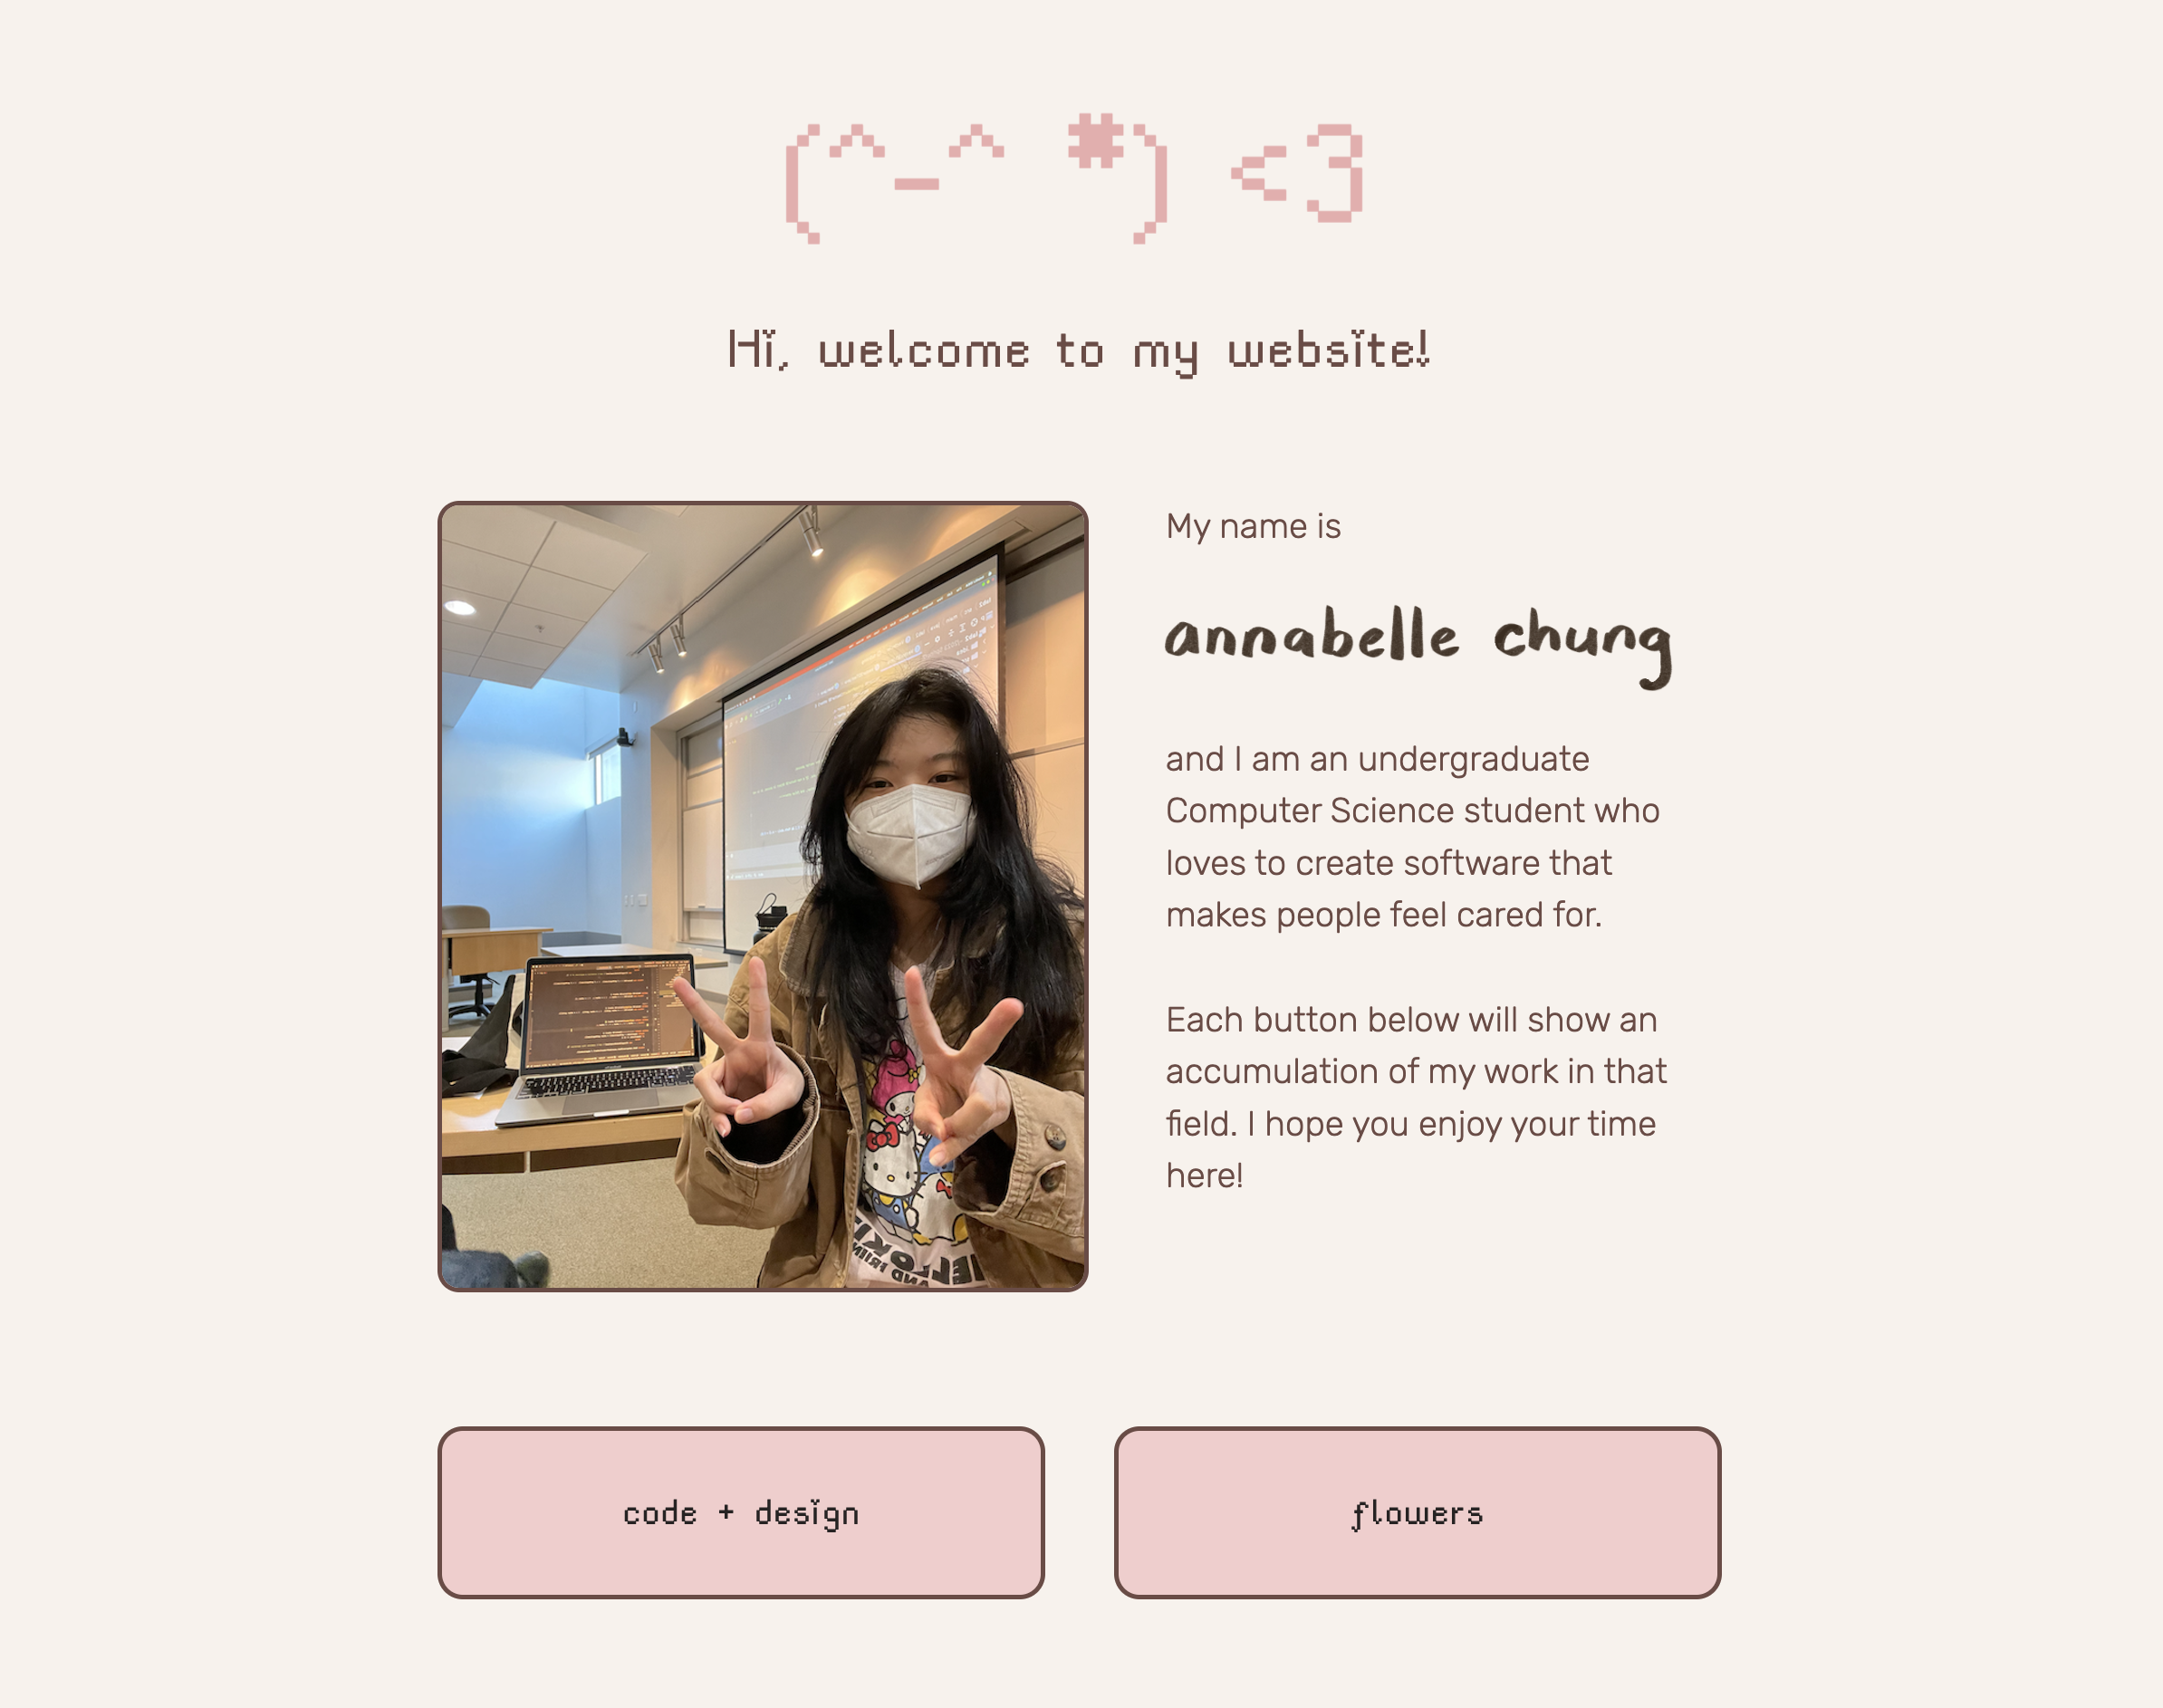 (^-^ *) <3
Hi, welcome to my website!
My name is
annabelle chung
and I am an undergraduate
Computer Science student who
loves to create software that
makes people feel cared for.
Each button below will show an
accumulation of my work in that
field. I hope you enjoy your time
here!
code + design
flowers